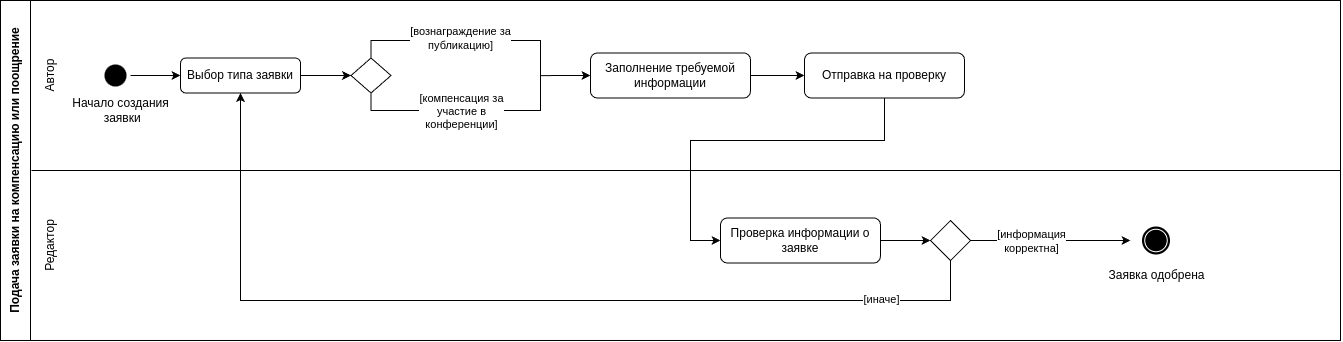 Подача заявки на компенсацию или поощрение
Автор
Начало создания
заявки
Выбор типа заявки
[вознаграждение за
публикацию]
[компенсация за
участие в
конференции]
Заполнение требуемой
информации
Отправка на проверку
Редактор
Проверка информации о
заявке
[информация
корректна]
Заявка одобрена
[иначе]